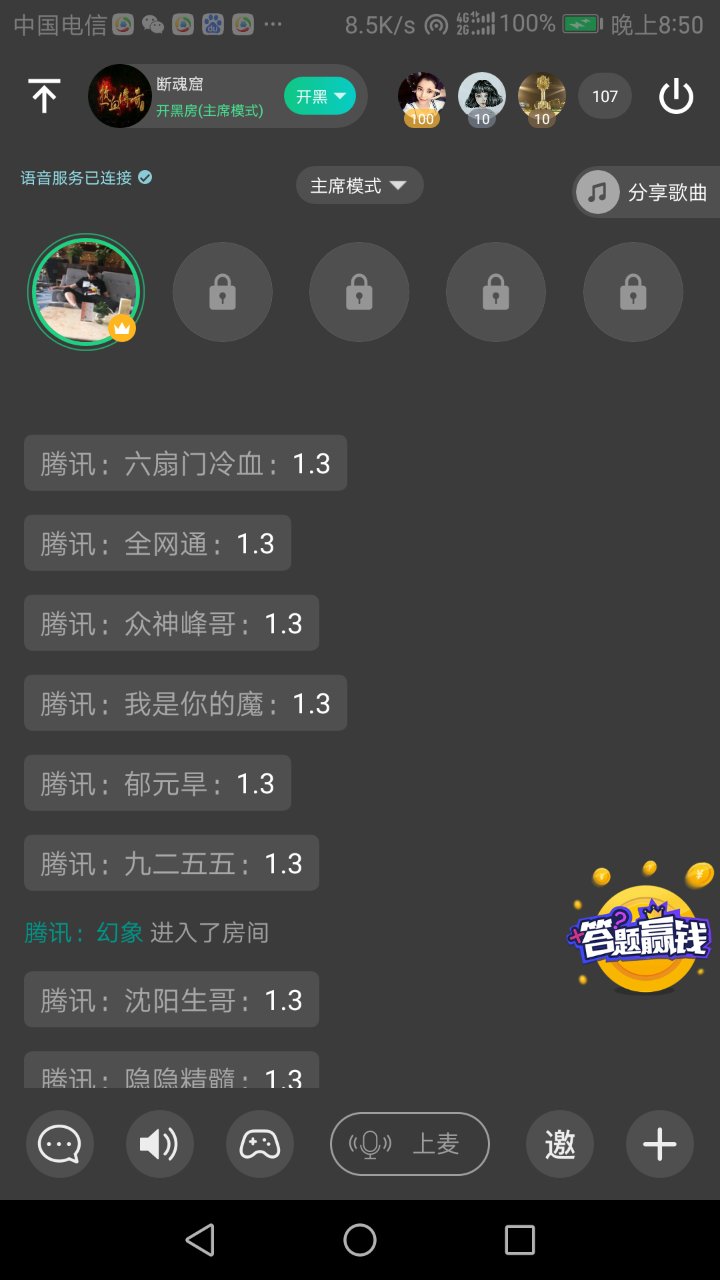 中国电信 ··· 8.5K/s 4G 2G 100% 晚上8:50
断魂窟
开黑房(主席模式)
开黑
100
10
10
107
语音服务已连接
主席模式
分享歌曲
腾讯：六扇门冷血：1.3
腾讯：全网通：1.3
腾讯：众神峰哥：1.3
腾讯：我是你的魔：1.3
腾讯：郁元旱：1.3
腾讯：九二五五：1.3
腾讯：幻象 进入了房间
答题赢钱
腾讯：沈阳生哥：1.3
腾讯：隐隐精髓：1.3
上麦
邀